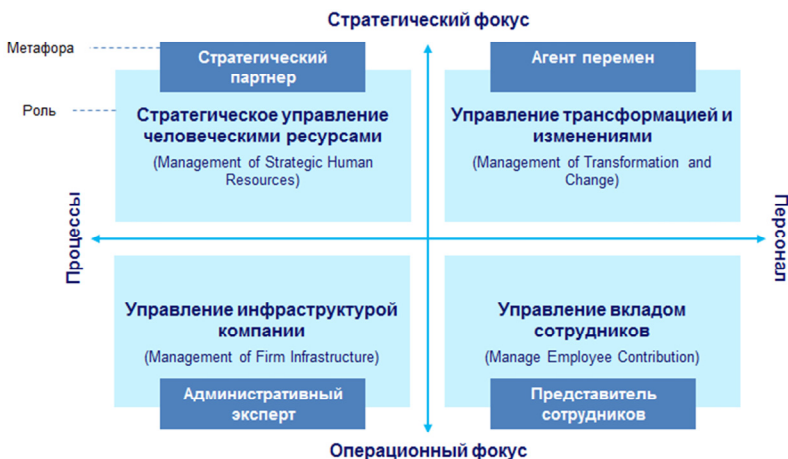 Стратегический фокус
Метафора
Стратегический
партнер
Агент перемен
Роль
Стратегическое управление
человеческими ресурсами
(Management of Strategic Human
Resources)
Управление трансформацией и
изменениями
(Management of Transformation and
Change)
Процессы
Персонал
Управление инфраструктурой
компании
(Management of Firm Infrastructure)
Административный
эксперт
Управление вкладом
сотрудников
(Manage Employee Contribution)
Представитель
сотрудников
Операционный фокус